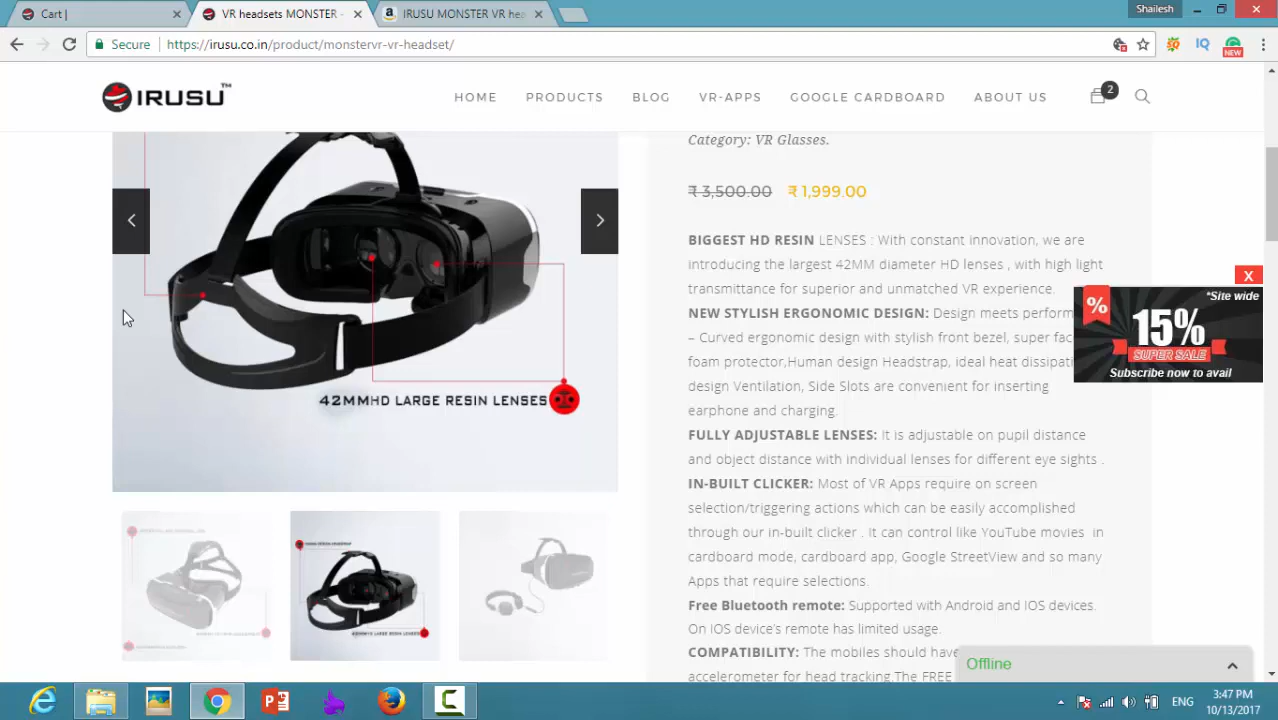 Cart |
VR headsets MONSTER -
IRUSU MONSTER VR hea
Shailesh
Secure
https://irusu.co.in/product/monstervr-vr-headset/
IQ
NEW
IRUSU™
HOME
PRODUCTS
BLOG
VR-APPS
GOOGLE CARDBOARD
ABOUT US
2
Category: VR Glasses.
₹ 3,500.00 ₹ 1,999.00
BIGGEST HD RESIN LENSES : With constant innovation, we are
introducing the largest 42MM diameter HD lenses , with high light
transmittance for superior and unmatched VR experience.
NEW STYLISH ERGONOMIC DESIGN: Design meets perform
– Curved ergonomic design with stylish front bezel, super fac
foam protector,Human design Headstrap, ideal heat dissipati
design Ventilation, Side Slots are convenient for inserting
earphone and charging.
FULLY ADJUSTABLE LENSES: It is adjustable on pupil distance
and object distance with individual lenses for different eye sights .
IN-BUILT CLICKER: Most of VR Apps require on screen
selection/triggering actions which can be easily accomplished
through our in-built clicker . It can control like YouTube movies in
cardboard mode, cardboard app, Google StreetView and so many
Apps that require selections.
Free Bluetooth remote: Supported with Android and IOS devices.
On IOS device's remote has limited usage.
COMPATIBILITY: The mobiles should have
accelerometer for head tracking.The FREE
42MMHD LARGE RESIN LENSES
X
%
*Site wide
15%
SUPER SALE
Subscribe now to avail
Offline
ENG
3:47 PM
10/13/2017